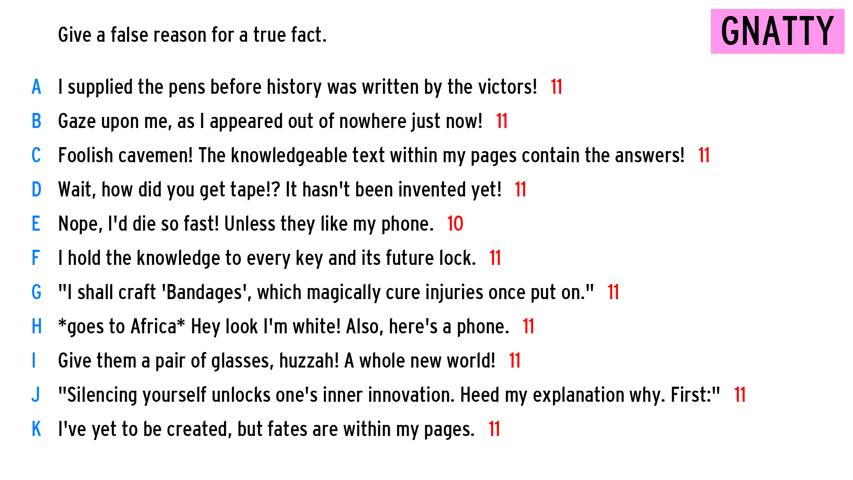 Give a false reason for a true fact.
GNATTY
A I supplied the pens before history was written by the victors! 11
B Gaze upon me, as I appeared out of nowhere just now! 11
C Foolish cavemen! The knowledgeable text within my pages contain the answers! 11
D Wait, how did you get tape!? It hasn't been invented yet! 11
E Nope, I'd die so fast! Unless they like my phone. 10
F I hold the knowledge to every key and its future lock. 11
G "I shall craft 'Bandages', which magically cure injuries once put on." 11
H *goes to Africa* Hey look I'm white! Also, here's a phone. 11
I Give them a pair of glasses, huzzah! A whole new world! 11
J "Silencing yourself unlocks one's inner innovation. Heed my explanation why. First:" 11
K I've yet to be created, but fates are within my pages. 11